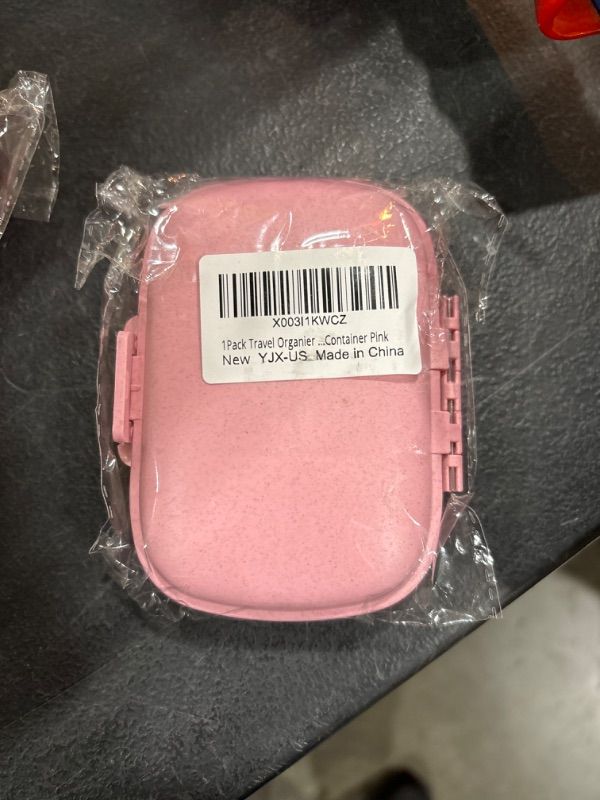 X003I1KWCZ
1Pack Travel Organier ...Container Pink
New YJX-US Made in China